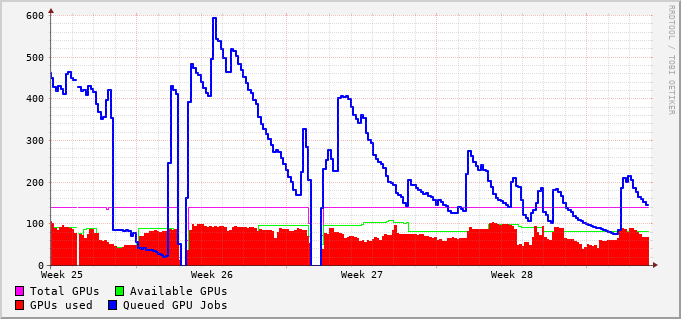 600
500
400
300
200
100
0
Week 25 Week 26 Week 27 Week 28
Total GPUs Available GPUs
GPUs used Queued GPU Jobs
RRDTOOL / TOBI OETIKER